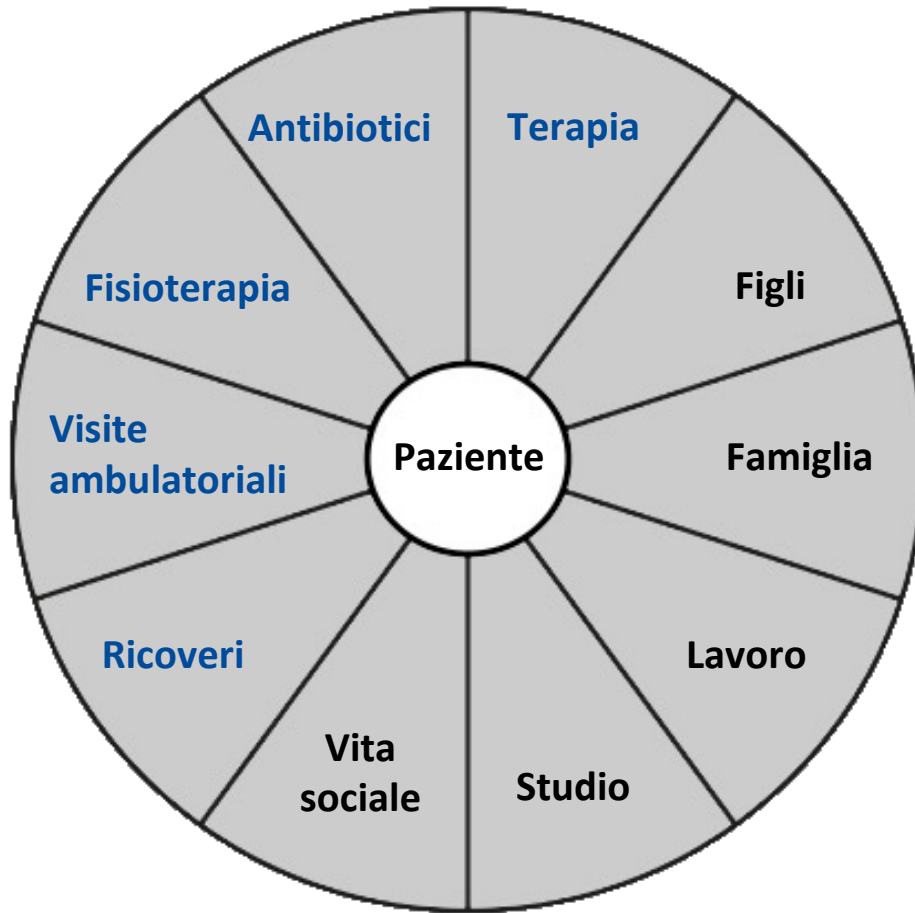 Antibiotici
Terapia
Fisioterapia
Figli
Visite
ambulatoriali
Paziente
Famiglia
Ricoveri
Lavoro
Vita
sociale
Studio